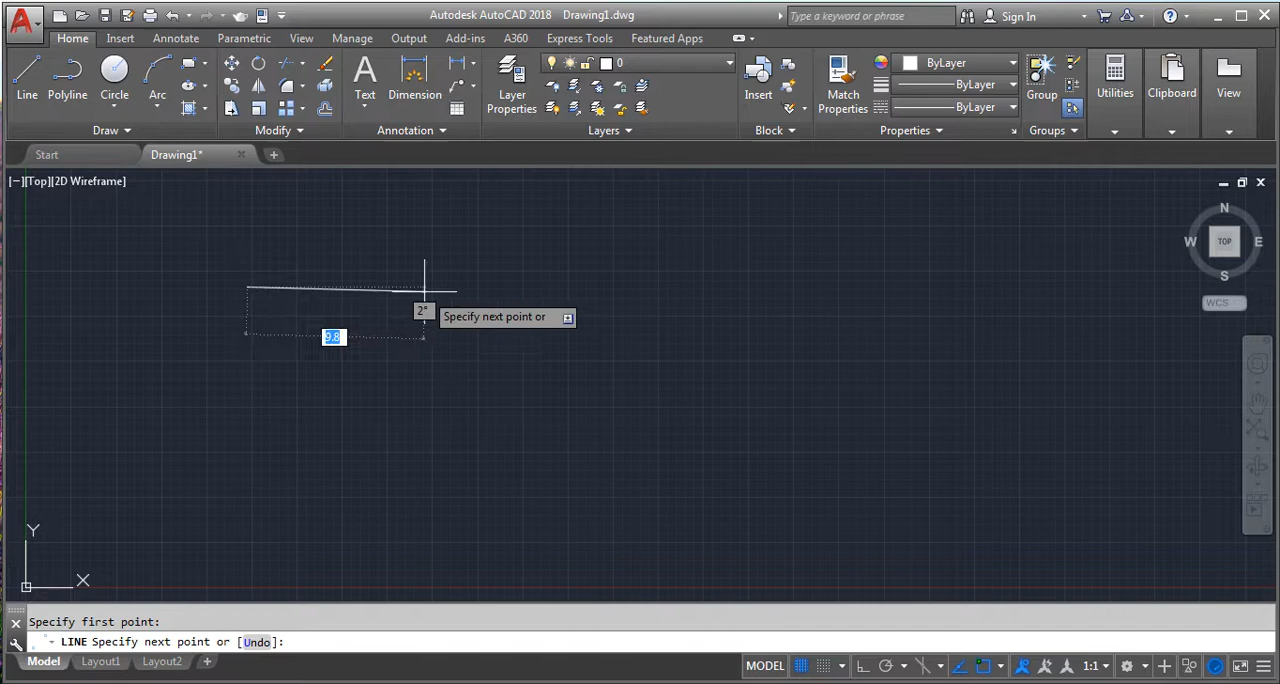 Autodesk AutoCAD 2018 Drawing1.dwg
Type a keyword or phrase
Sign In
Home Insert Annotate Parametric View Manage Output Add-ins A360 Express Tools Featured Apps
Line Polyline Circle Arc
Text Dimension
Layer Properties
0
Insert
Match Properties
ByLayer
ByLayer
ByLayer
Group
Utilities
Clipboard
View
Draw Modify Annotation Layers Block Properties Groups
Start Drawing1*
[−][Top][2D Wireframe]
N
W TOP E
S
WCS
2°
Specify next point or
9.8
Y
X
Specify first point:
LINE Specify next point or [Undo]:
Model Layout1 Layout2
MODEL 1:1